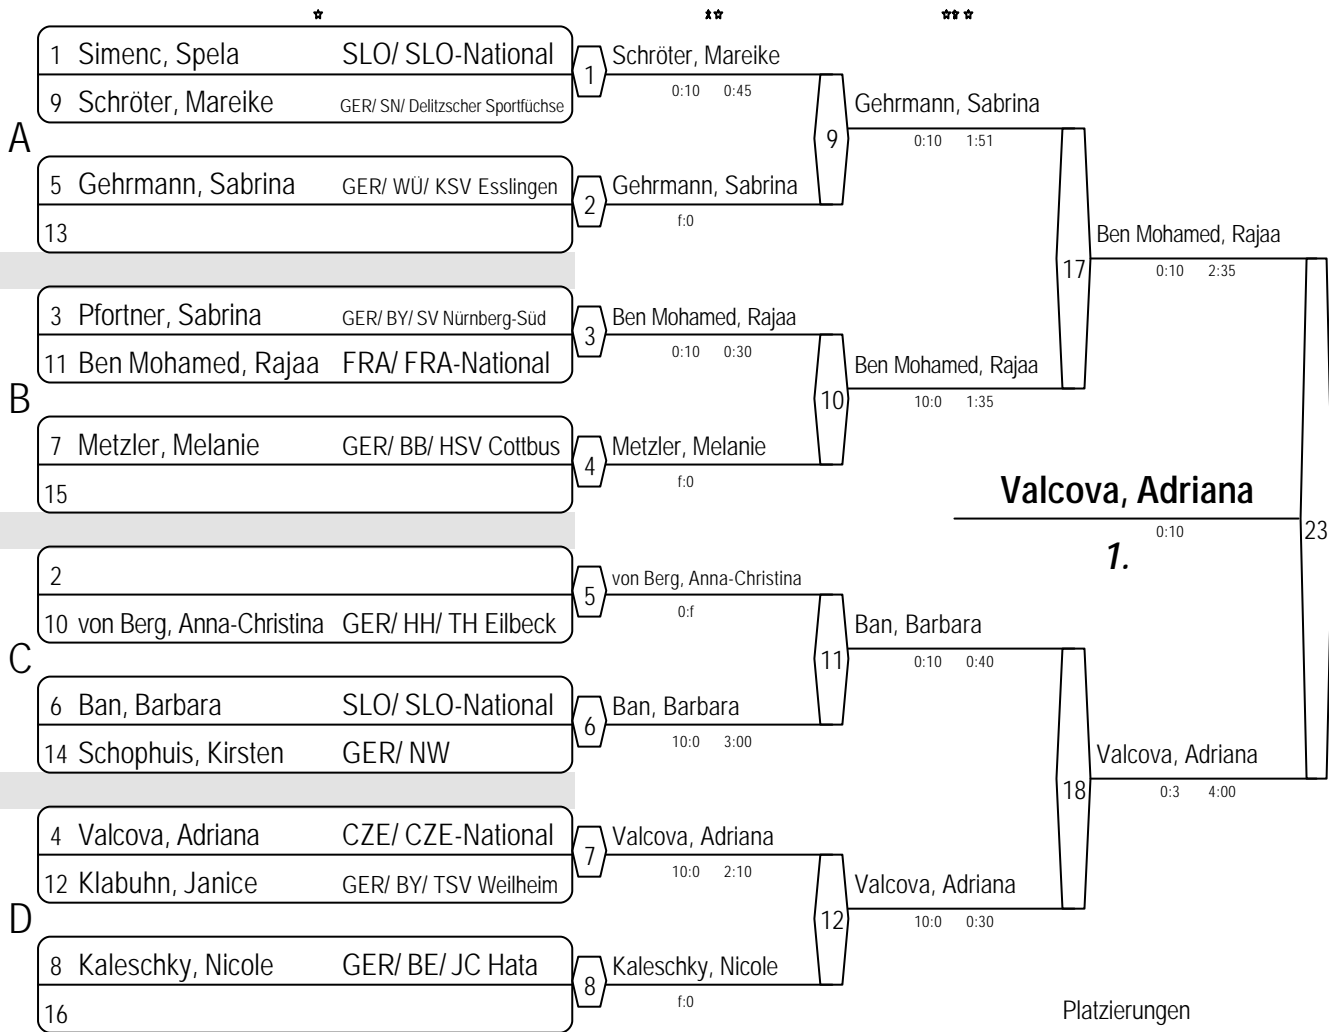 1 Simenc, Spela SLO/ SLO-National
9 Schröter, Mareike GER/ SN/ Delitzscher Sportfüchse
A
5 Gehrmann, Sabrina GER/ WÜ/ KSV Esslingen
13
3 Pfortner, Sabrina GER/ BY/ SV Nürnberg-Süd
11 Ben Mohamed, Rajaa FRA/ FRA-National
B
7 Metzler, Melanie GER/ BB/ HSV Cottbus
15
2
10 von Berg, Anna-Christina GER/ HH/ TH Eilbeck
C
6 Ban, Barbara SLO/ SLO-National
14 Schophuis, Kirsten GER/ NW
4 Valcova, Adriana CZE/ CZE-National
12 Klabuhn, Janice GER/ BY/ TSV Weilheim
D
8 Kaleschky, Nicole GER/ BE/ JC Hata
16
1 Schröter, Mareike
0:10 0:45
2 Gehrmann, Sabrina
f:0
3 Ben Mohamed, Rajaa
0:10 0:30
4 Metzler, Melanie
f:0
5 von Berg, Anna-Christina
0:f
6 Ban, Barbara
10:0 3:00
7 Valcova, Adriana
10:0 2:10
8 Kaleschky, Nicole
f:0
9 Gehrmann, Sabrina
0:10 1:51
10 Ben Mohamed, Rajaa
10:0 1:35
11 Ban, Barbara
0:10 0:40
12 Valcova, Adriana
10:0 0:30
17 Ben Mohamed, Rajaa
0:10 2:35
18 Valcova, Adriana
0:3 4:00
Valcova, Adriana
0:10
23
1.
Platzierungen